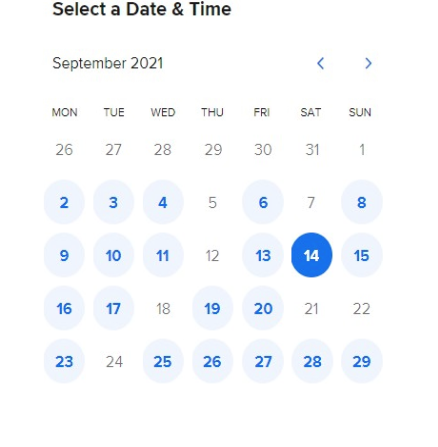 Select a Date & Time
September 2021
MON TUE WED THU FRI SAT SUN
26 27 28 29 30 31 1
2 3 4 5 6 7 8
9 10 11 12 13 14 15
16 17 18 19 20 21 22
23 24 25 26 27 28 29